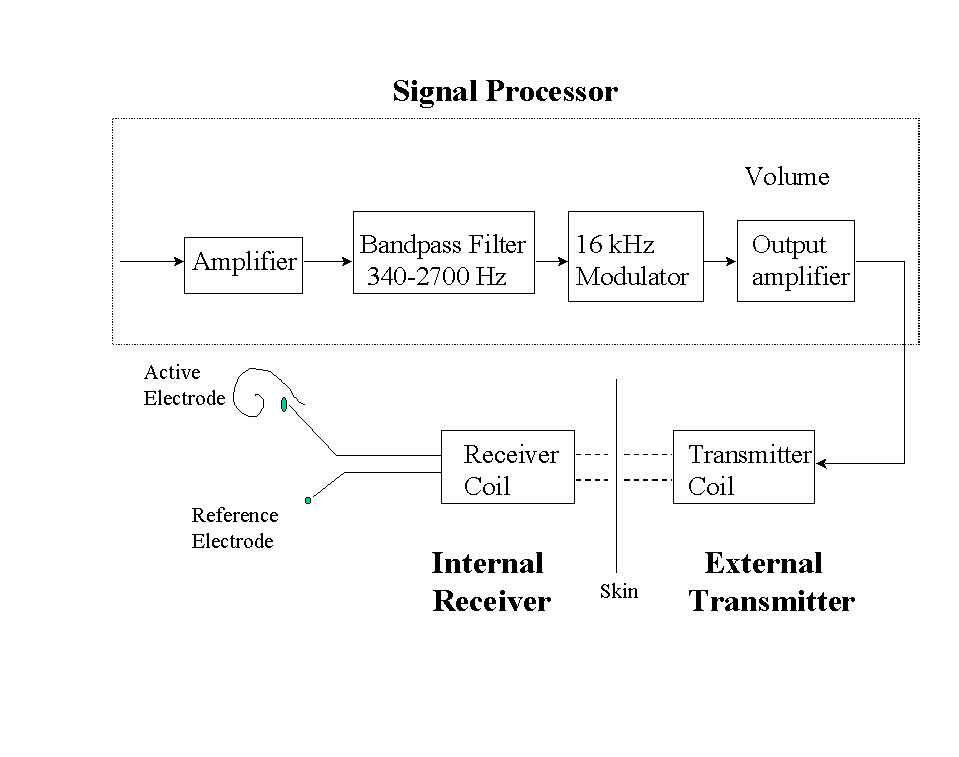 Signal Processor
Volume
Amplifier
Bandpass Filter
340-2700 Hz
16 kHz
Modulator
Output
amplifier
Active
Electrode
Receiver
Coil
Transmitter
Coil
Reference
Electrode
Internal
Receiver
Skin
External
Transmitter